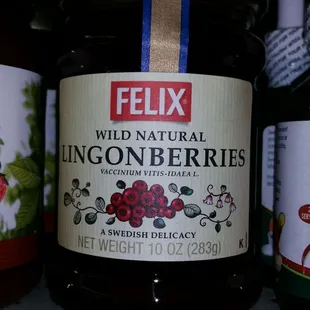 FELIX
WILD NATURAL
LINGONBERRIES
VACCINIUM VITIS-IDAEA L.
A SWEDISH DELICACY
NET WEIGHT 10 OZ (283g)
K